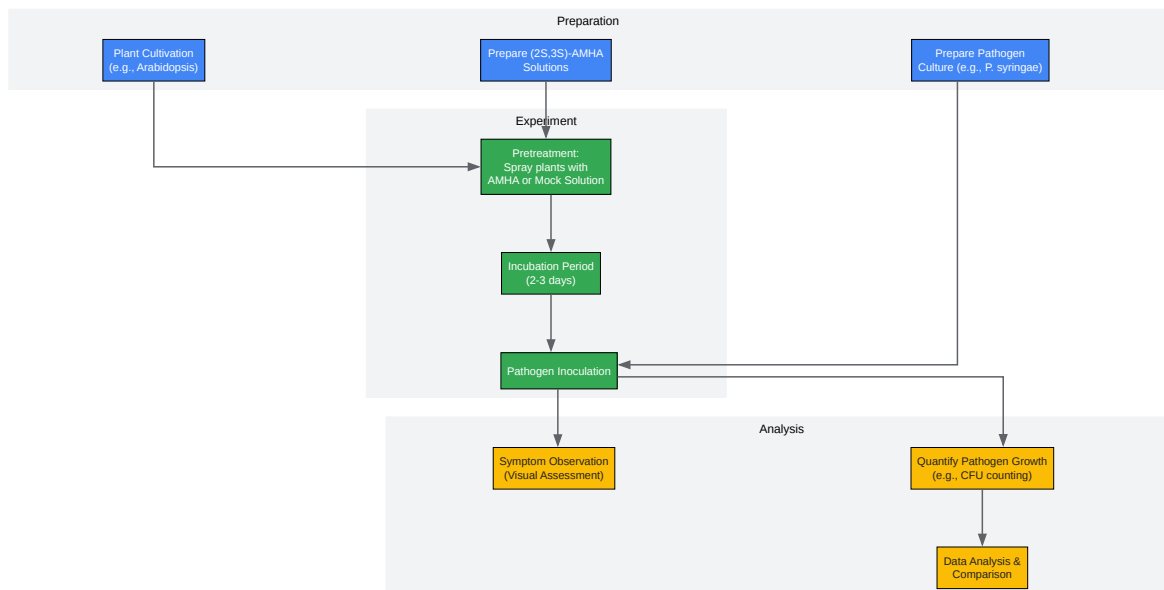 Preparation
Plant Cultivation
(e.g., Arabidopsis)
Prepare (2S,3S)-AMHA
Solutions
Prepare Pathogen
Culture (e.g., P. syringae)
Experiment
Pretreatment:
Spray plants with
AMHA or Mock Solution
Incubation Period
(2-3 days)
Pathogen Inoculation
Analysis
Symptom Observation
(Visual Assessment)
Quantify Pathogen Growth
(e.g., CFU counting)
Data Analysis &
Comparison